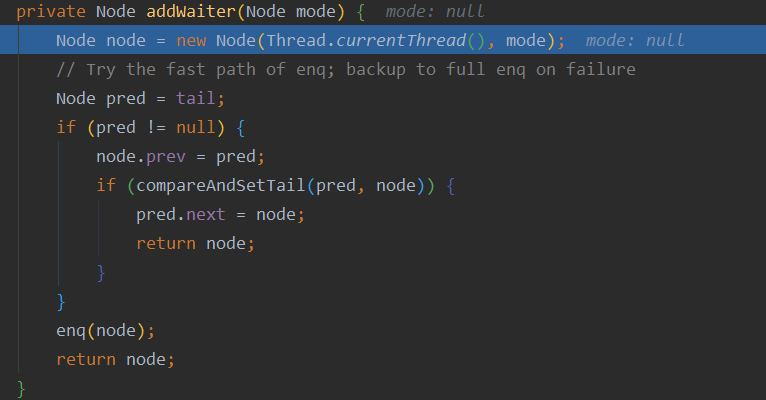 private Node addWaiter(Node mode) {  mode: null
    Node node = new Node(Thread.currentThread(), mode);  mode: null
    // Try the fast path of enq; backup to full enq on failure
    Node pred = tail;
    if (pred != null) {
        node.prev = pred;
        if (compareAndSetTail(pred, node)) {
            pred.next = node;
            return node;
        }
    }
    enq(node);
    return node;
}